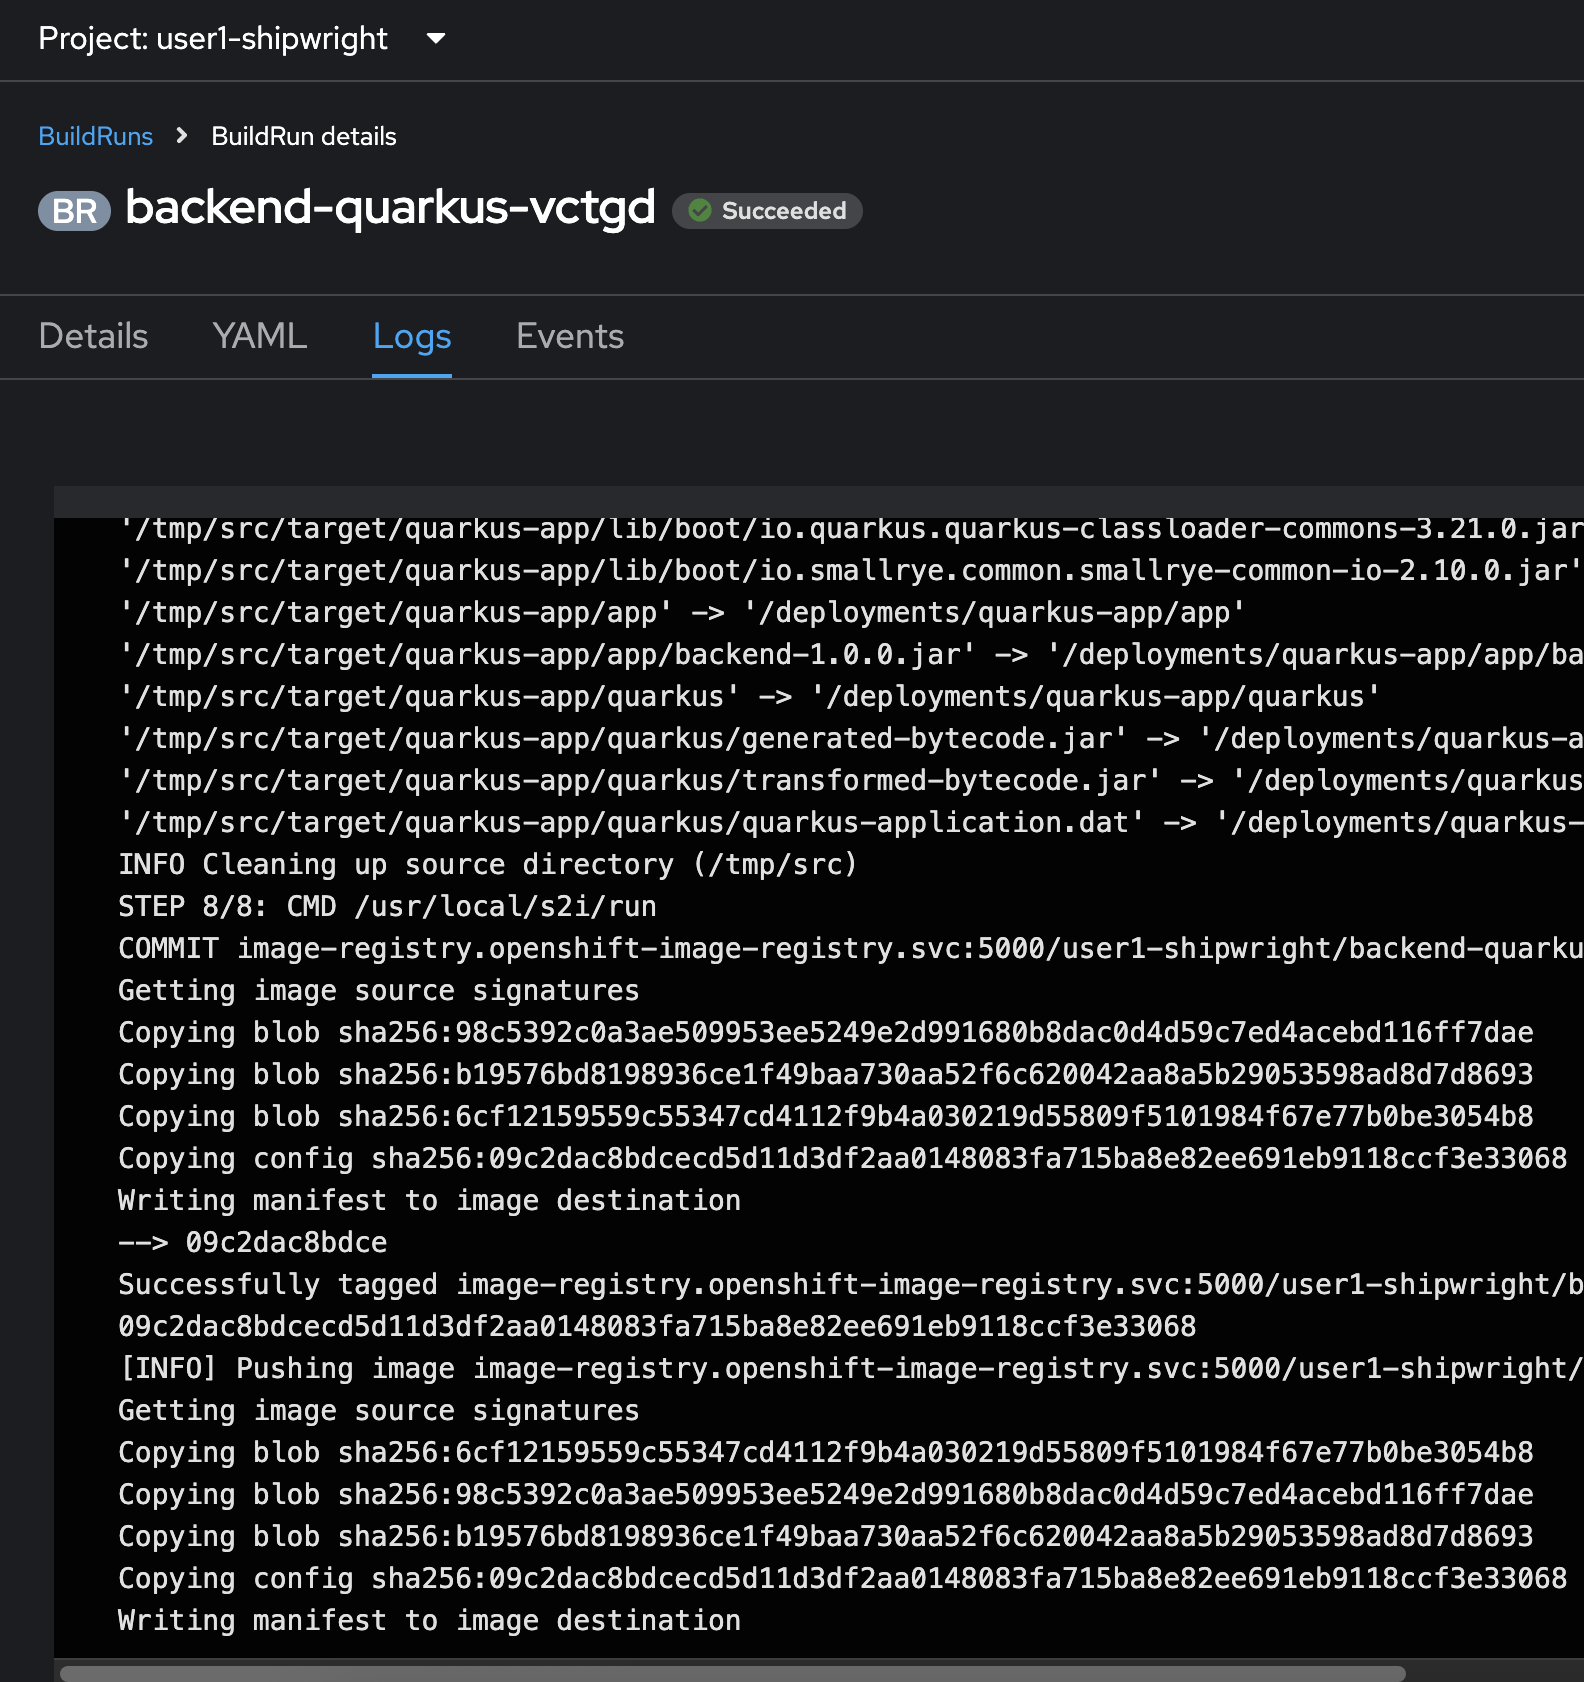 Project: user1-shipwright
BuildRuns > BuildRun details
BR backend-quarkus-vctgd Succeeded
Details YAML Logs Events
'/tmp/src/target/quarkus-app/lib/boot/io.quarkus.quarkus-classloader-commons-3.21.0.jar
'/tmp/src/target/quarkus-app/lib/boot/io.smallrye.common.smallrye-common-io-2.10.0.jar'
'/tmp/src/target/quarkus-app/app' -> '/deployments/quarkus-app/app'
'/tmp/src/target/quarkus-app/app/backend-1.0.0.jar' -> '/deployments/quarkus-app/app/ba
'/tmp/src/target/quarkus-app/quarkus' -> '/deployments/quarkus-app/quarkus'
'/tmp/src/target/quarkus-app/quarkus/generated-bytecode.jar' -> '/deployments/quarkus-a
'/tmp/src/target/quarkus-app/quarkus/transformed-bytecode.jar' -> '/deployments/quarkus
'/tmp/src/target/quarkus-app/quarkus/quarkus-application.dat' -> '/deployments/quarkus-
INFO Cleaning up source directory (/tmp/src)
STEP 8/8: CMD /usr/local/s2i/run
COMMIT image-registry.openshift-image-registry.svc:5000/user1-shipwright/backend-quarku
Getting image source signatures
Copying blob sha256:98c5392c0a3ae509953ee5249e2d991680b8dac0d4d59c7ed4acebd116ff7dae
Copying blob sha256:b19576bd8198936ce1f49baa730aa52f6c620042aa8a5b29053598ad8d7d8693
Copying blob sha256:6cf12159559c55347cd4112f9b4a030219d55809f5101984f67e77b0be3054b8
Copying config sha256:09c2dac8bdcecd5d11d3df2aa0148083fa715ba8e82ee691eb9118ccf3e33068
Writing manifest to image destination
--> 09c2dac8bdce
Successfully tagged image-registry.openshift-image-registry.svc:5000/user1-shipwright/b
09c2dac8bdcecd5d11d3df2aa0148083fa715ba8e82ee691eb9118ccf3e33068
[INFO] Pushing image image-registry.openshift-image-registry.svc:5000/user1-shipwright/
Getting image source signatures
Copying blob sha256:6cf12159559c55347cd4112f9b4a030219d55809f5101984f67e77b0be3054b8
Copying blob sha256:98c5392c0a3ae509953ee5249e2d991680b8dac0d4d59c7ed4acebd116ff7dae
Copying blob sha256:b19576bd8198936ce1f49baa730aa52f6c620042aa8a5b29053598ad8d7d8693
Copying config sha256:09c2dac8bdcecd5d11d3df2aa0148083fa715ba8e82ee691eb9118ccf3e33068
Writing manifest to image destination